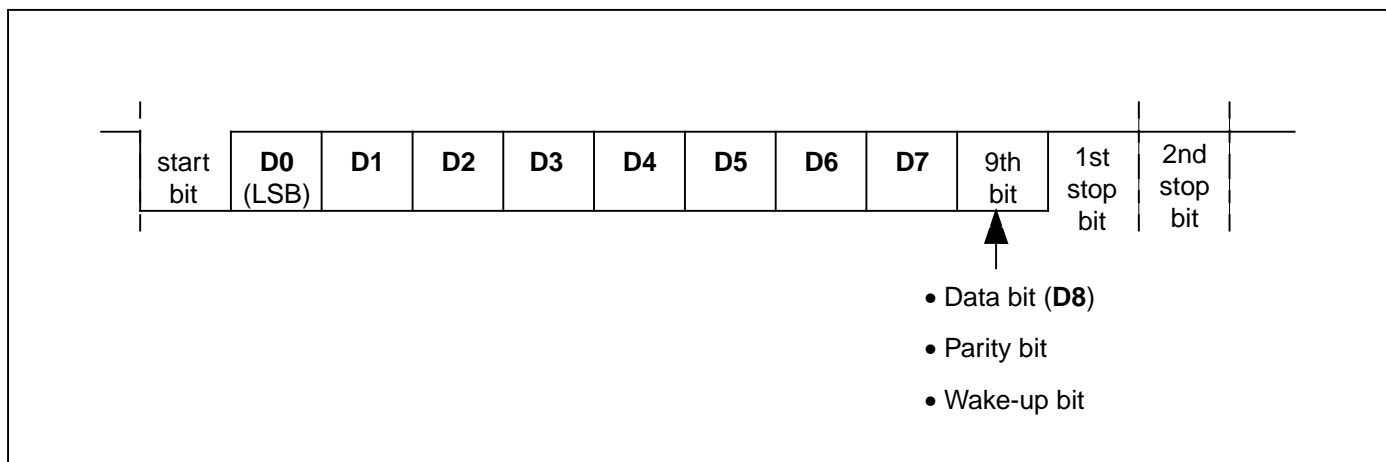 start bit
D0 (LSB)
D1
D2
D3
D4
D5
D6
D7
9th bit
1st stop bit
2nd stop bit
• Data bit (D8)
• Parity bit
• Wake-up bit